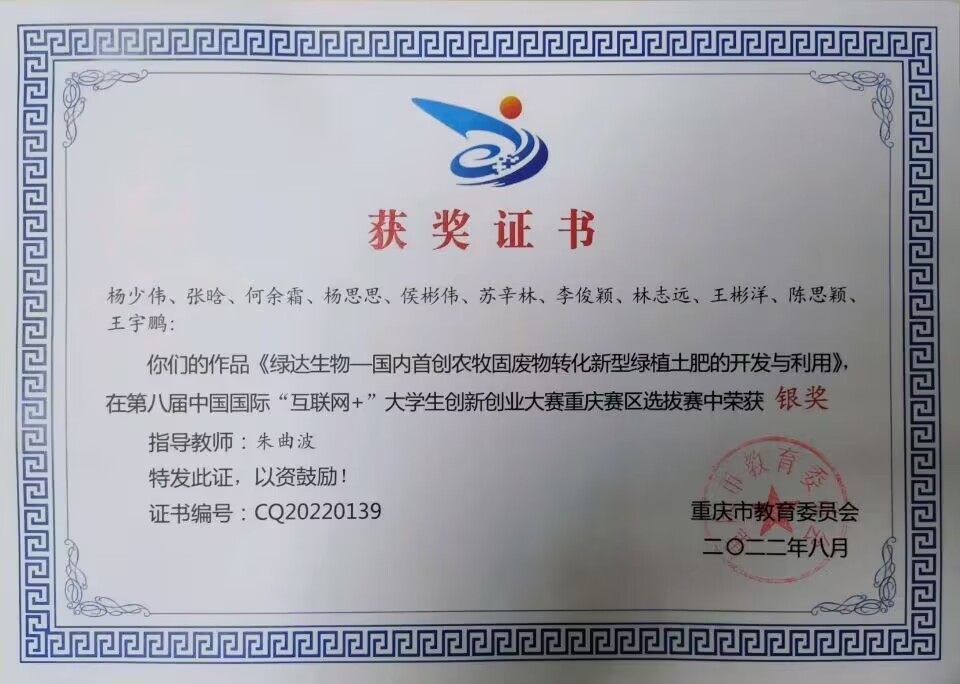 获奖证书
杨少伟、张晗、何余霜、杨思思、侯彬伟、苏辛林、李俊颖、林志远、王彬洋、陈思颖、
王宇鹏：
你们的作品《绿达生物—国内首创农牧固废物转化新型绿植土肥的开发与利用》，
在第八届中国国际“互联网+”大学生创新创业大赛重庆赛区选拔赛中荣获 银奖
指导教师：朱曲波
特发此证，以资鼓励！
证书编号：CQ20220139
市教育委
重庆市教育委员会
二〇二二年八月